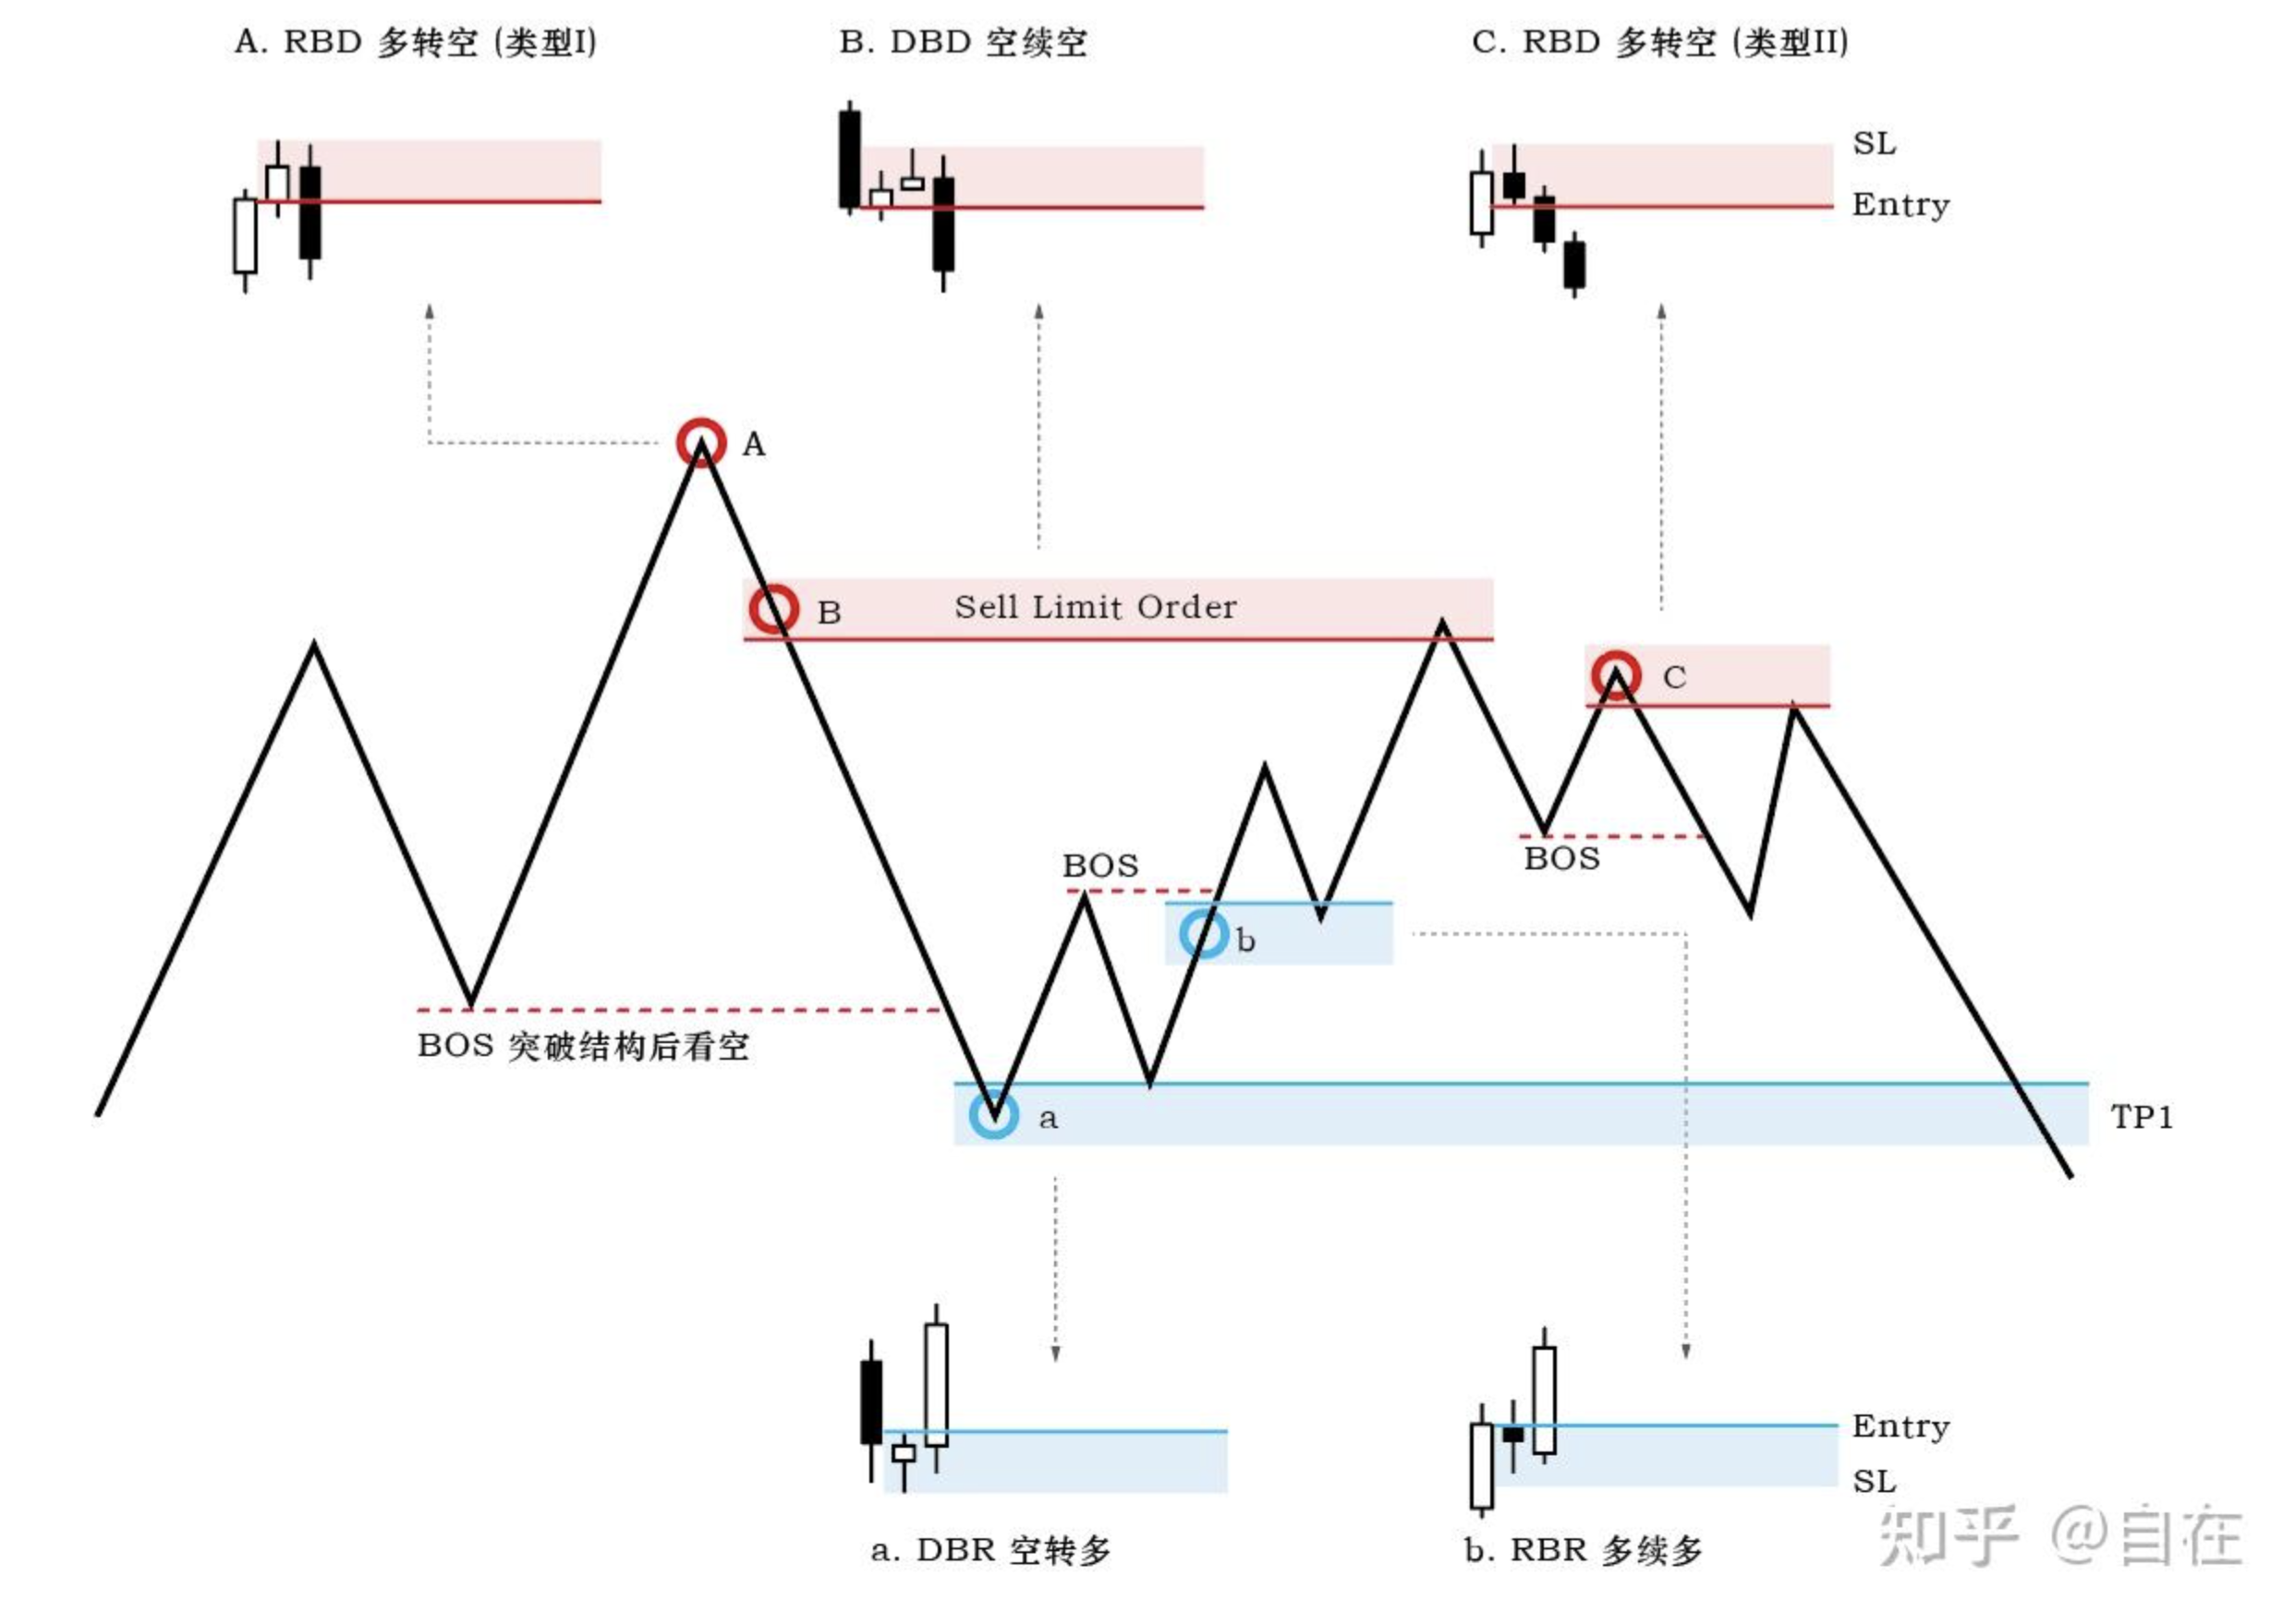 A. RBD 多转空 (类型I)
B. DBD 空续空
C. RBD 多转空 (类型II)
SL
Entry
A
B
Sell Limit Order
C
BOS
BOS
b
BOS 突破结构后看空
a
TP1
Entry
SL
a. DBR 空转多
b. RBR 多续多
知乎 @自在